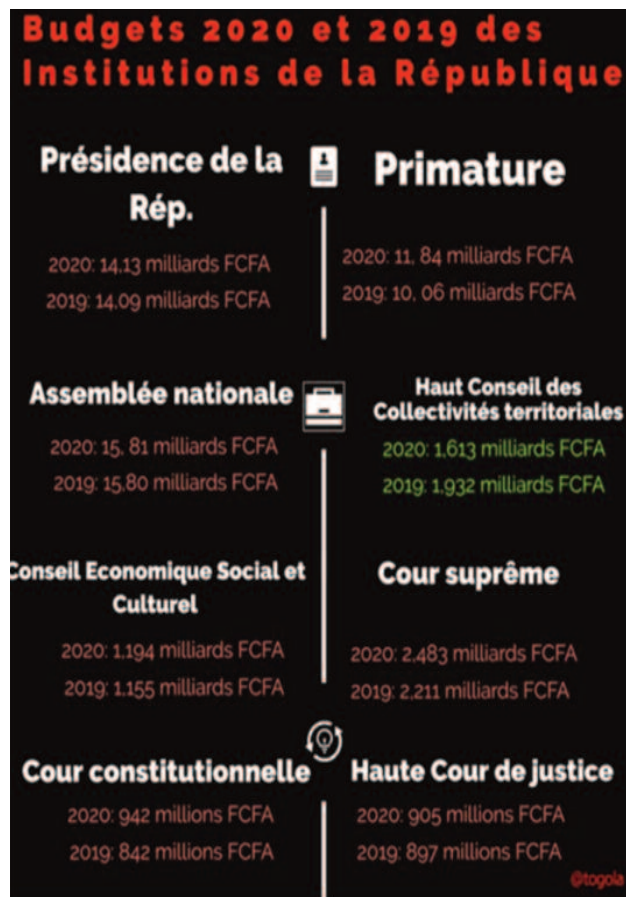 Budgets 2020 et 2019 des
Institutions de la République
Présidence de la
Rép.
2020: 14,13 milliards FCFA
2019: 14,09 milliards FCFA
Primature
2020: 11, 84 milliards FCFA
2019: 10, 06 milliards FCFA
Assemblée nationale
2020: 15, 81 milliards FCFA
2019: 15,80 milliards FCFA
Haut Conseil des
Collectivités territoriales
2020: 1,613 milliards FCFA
2019: 1,932 milliards FCFA
Conseil Economique Social et
Culturel
2020: 1,194 milliards FCFA
2019: 1,155 milliards FCFA
Cour suprême
2020: 2,483 milliards FCFA
2019: 2,211 milliards FCFA
Cour constitutionnelle
2020: 942 millions FCFA
2019: 842 millions FCFA
Haute Cour de justice
2020: 905 millions FCFA
2019: 897 millions FCFA
@togola